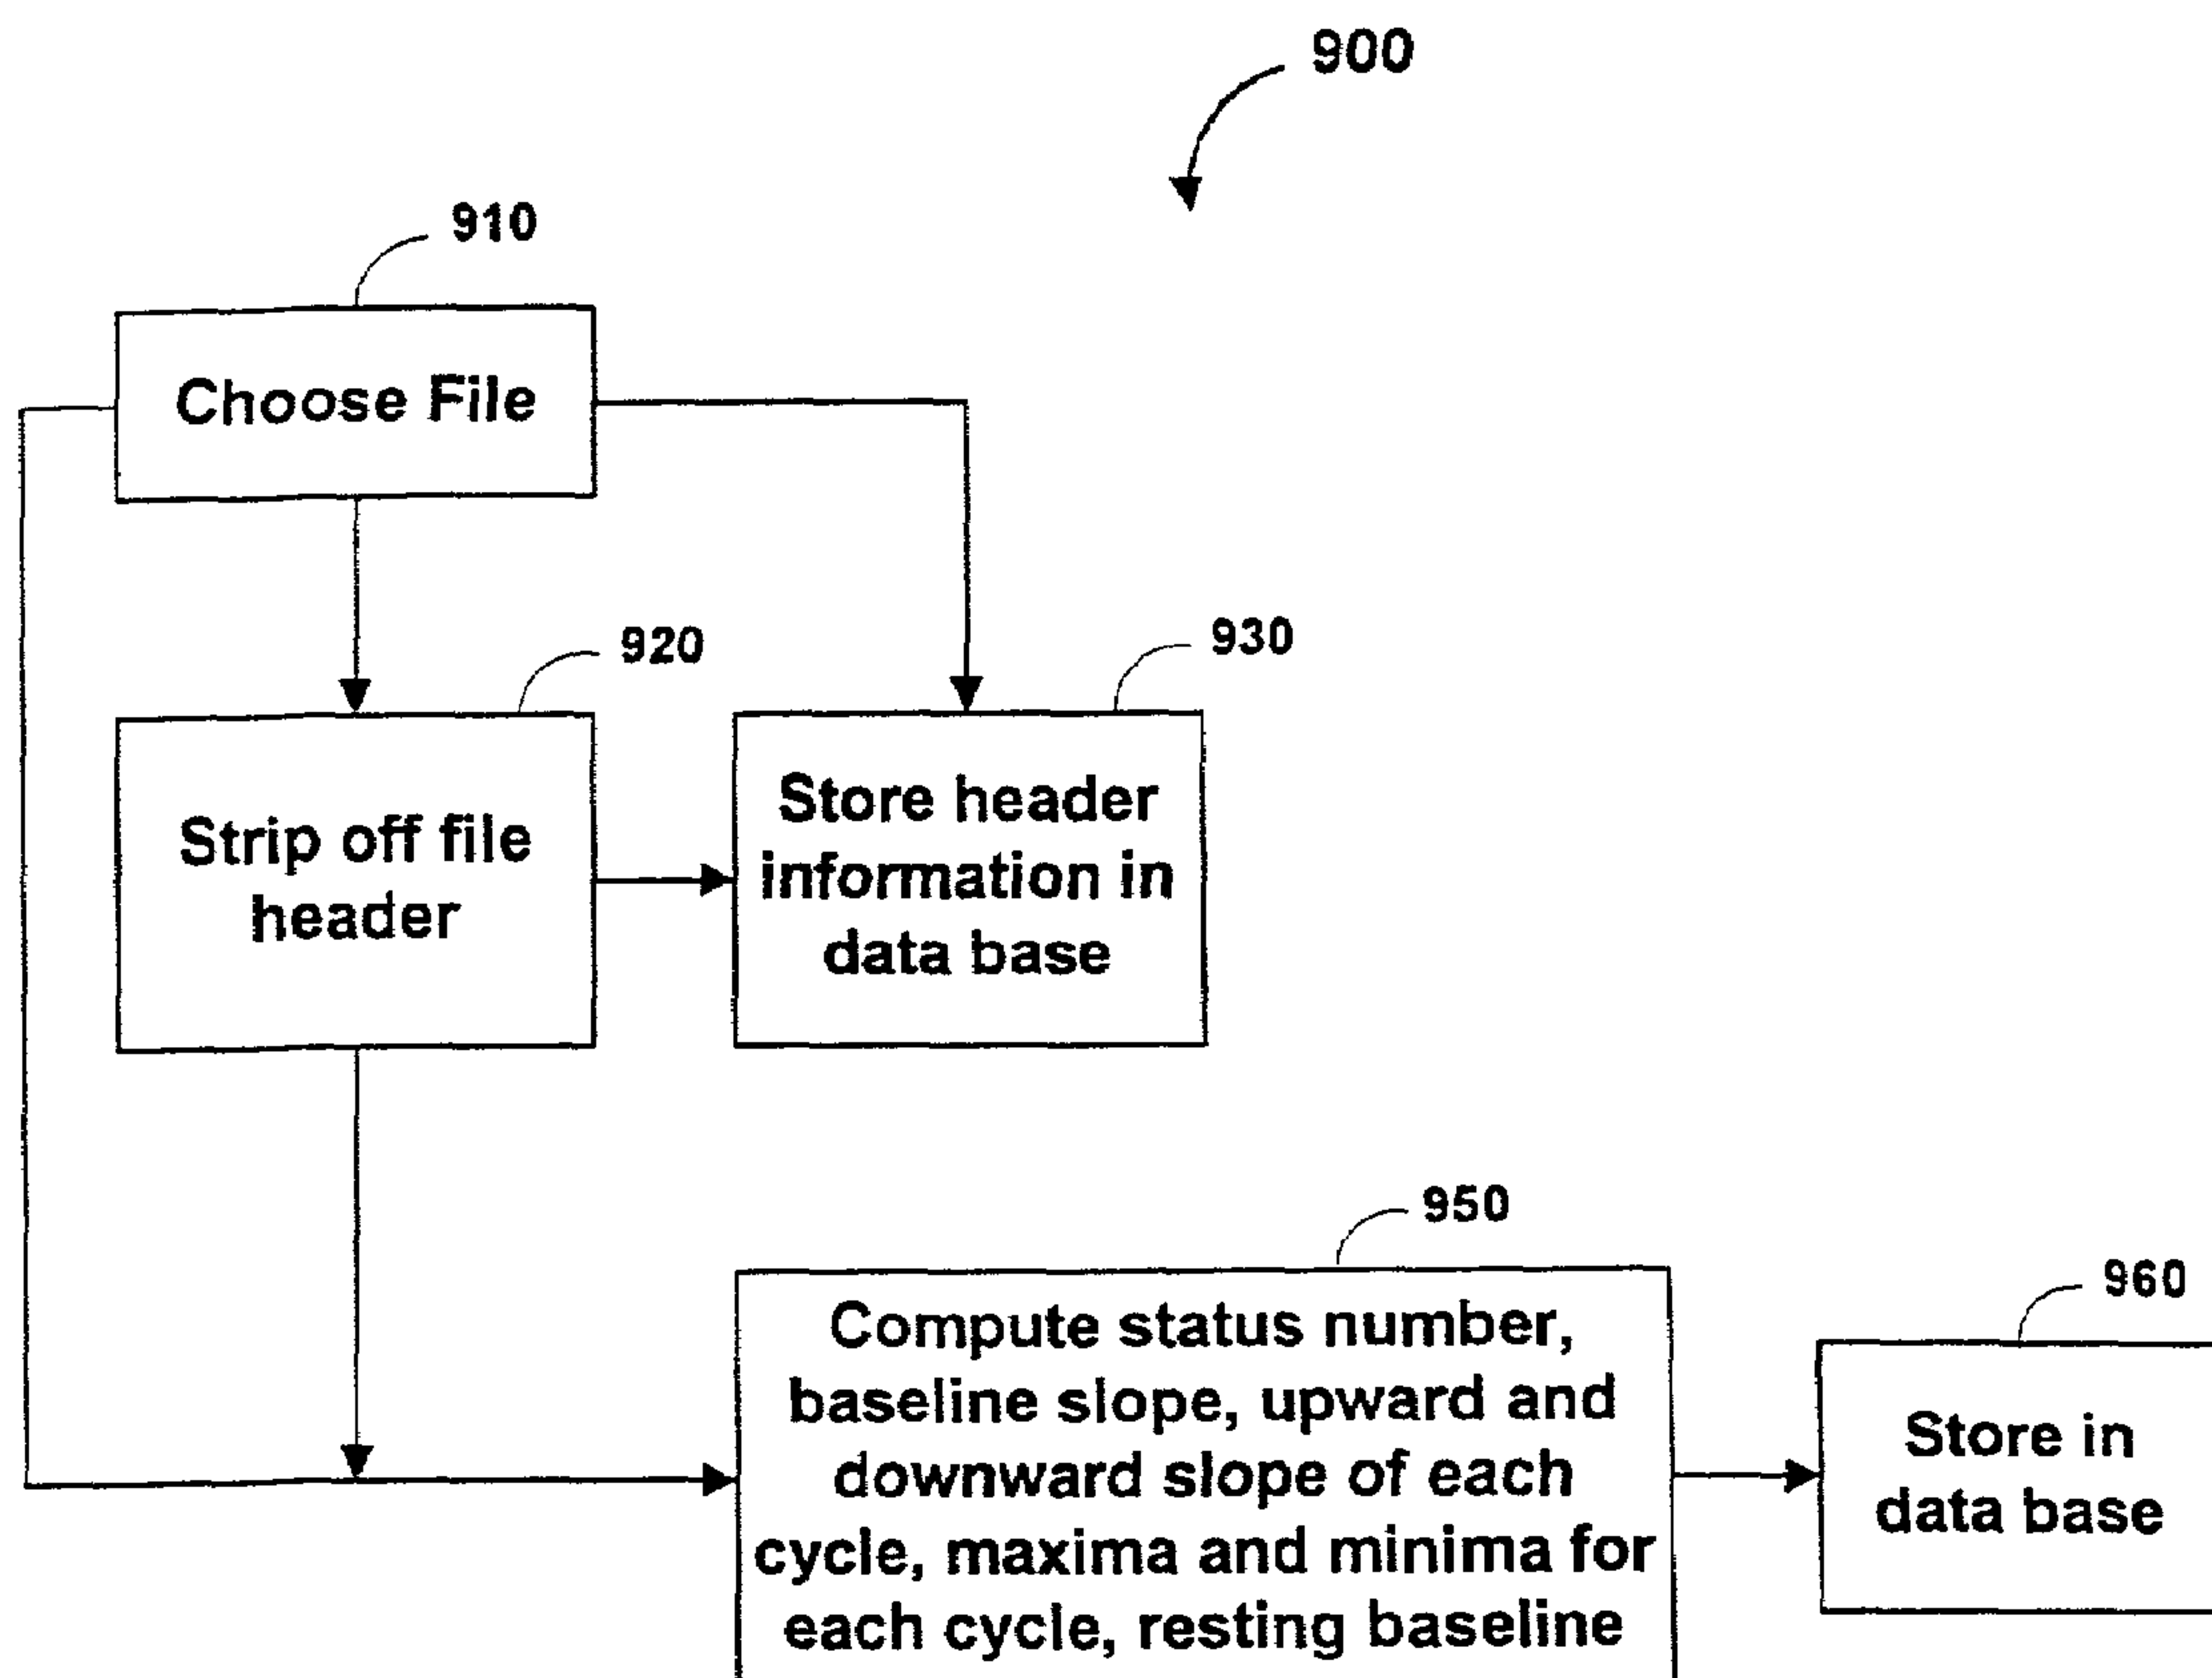 900
910
Choose File
920
930
Strip off file
header
Store header
information in
data base
950
960
Compute status number,
baseline slope, upward and
downward slope of each
cycle, maxima and minima for
each cycle, resting baseline
Store in
data base